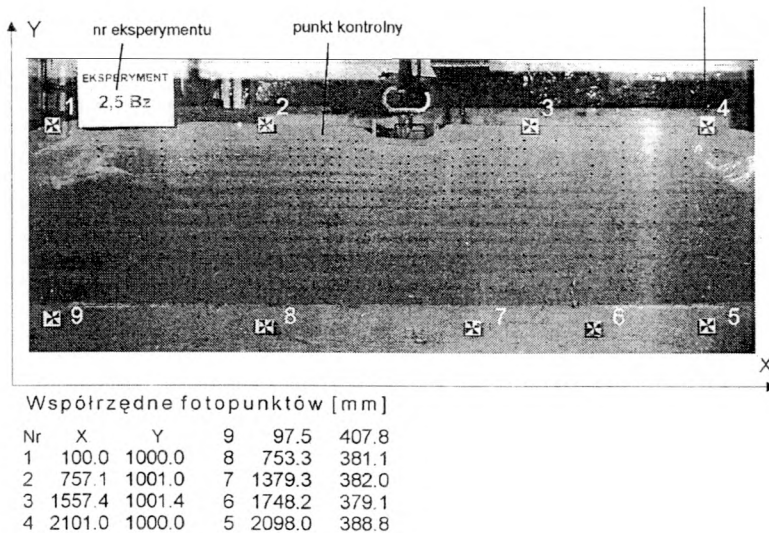 Y
nr eksperymentu
punkt kontrolny
EKSPERYMENT
2,5 Bz
1
2
3
4
9
8
7
6
5
X
Współrzędne fotopunktów [mm]
Nr X Y 9 97.5 407.8
1 100.0 1000.0 8 753.3 381.1
2 757.1 1001.0 7 1379.3 382.0
3 1557.4 1001.4 6 1748.2 379.1
4 2101.0 1000.0 5 2098.0 388.8